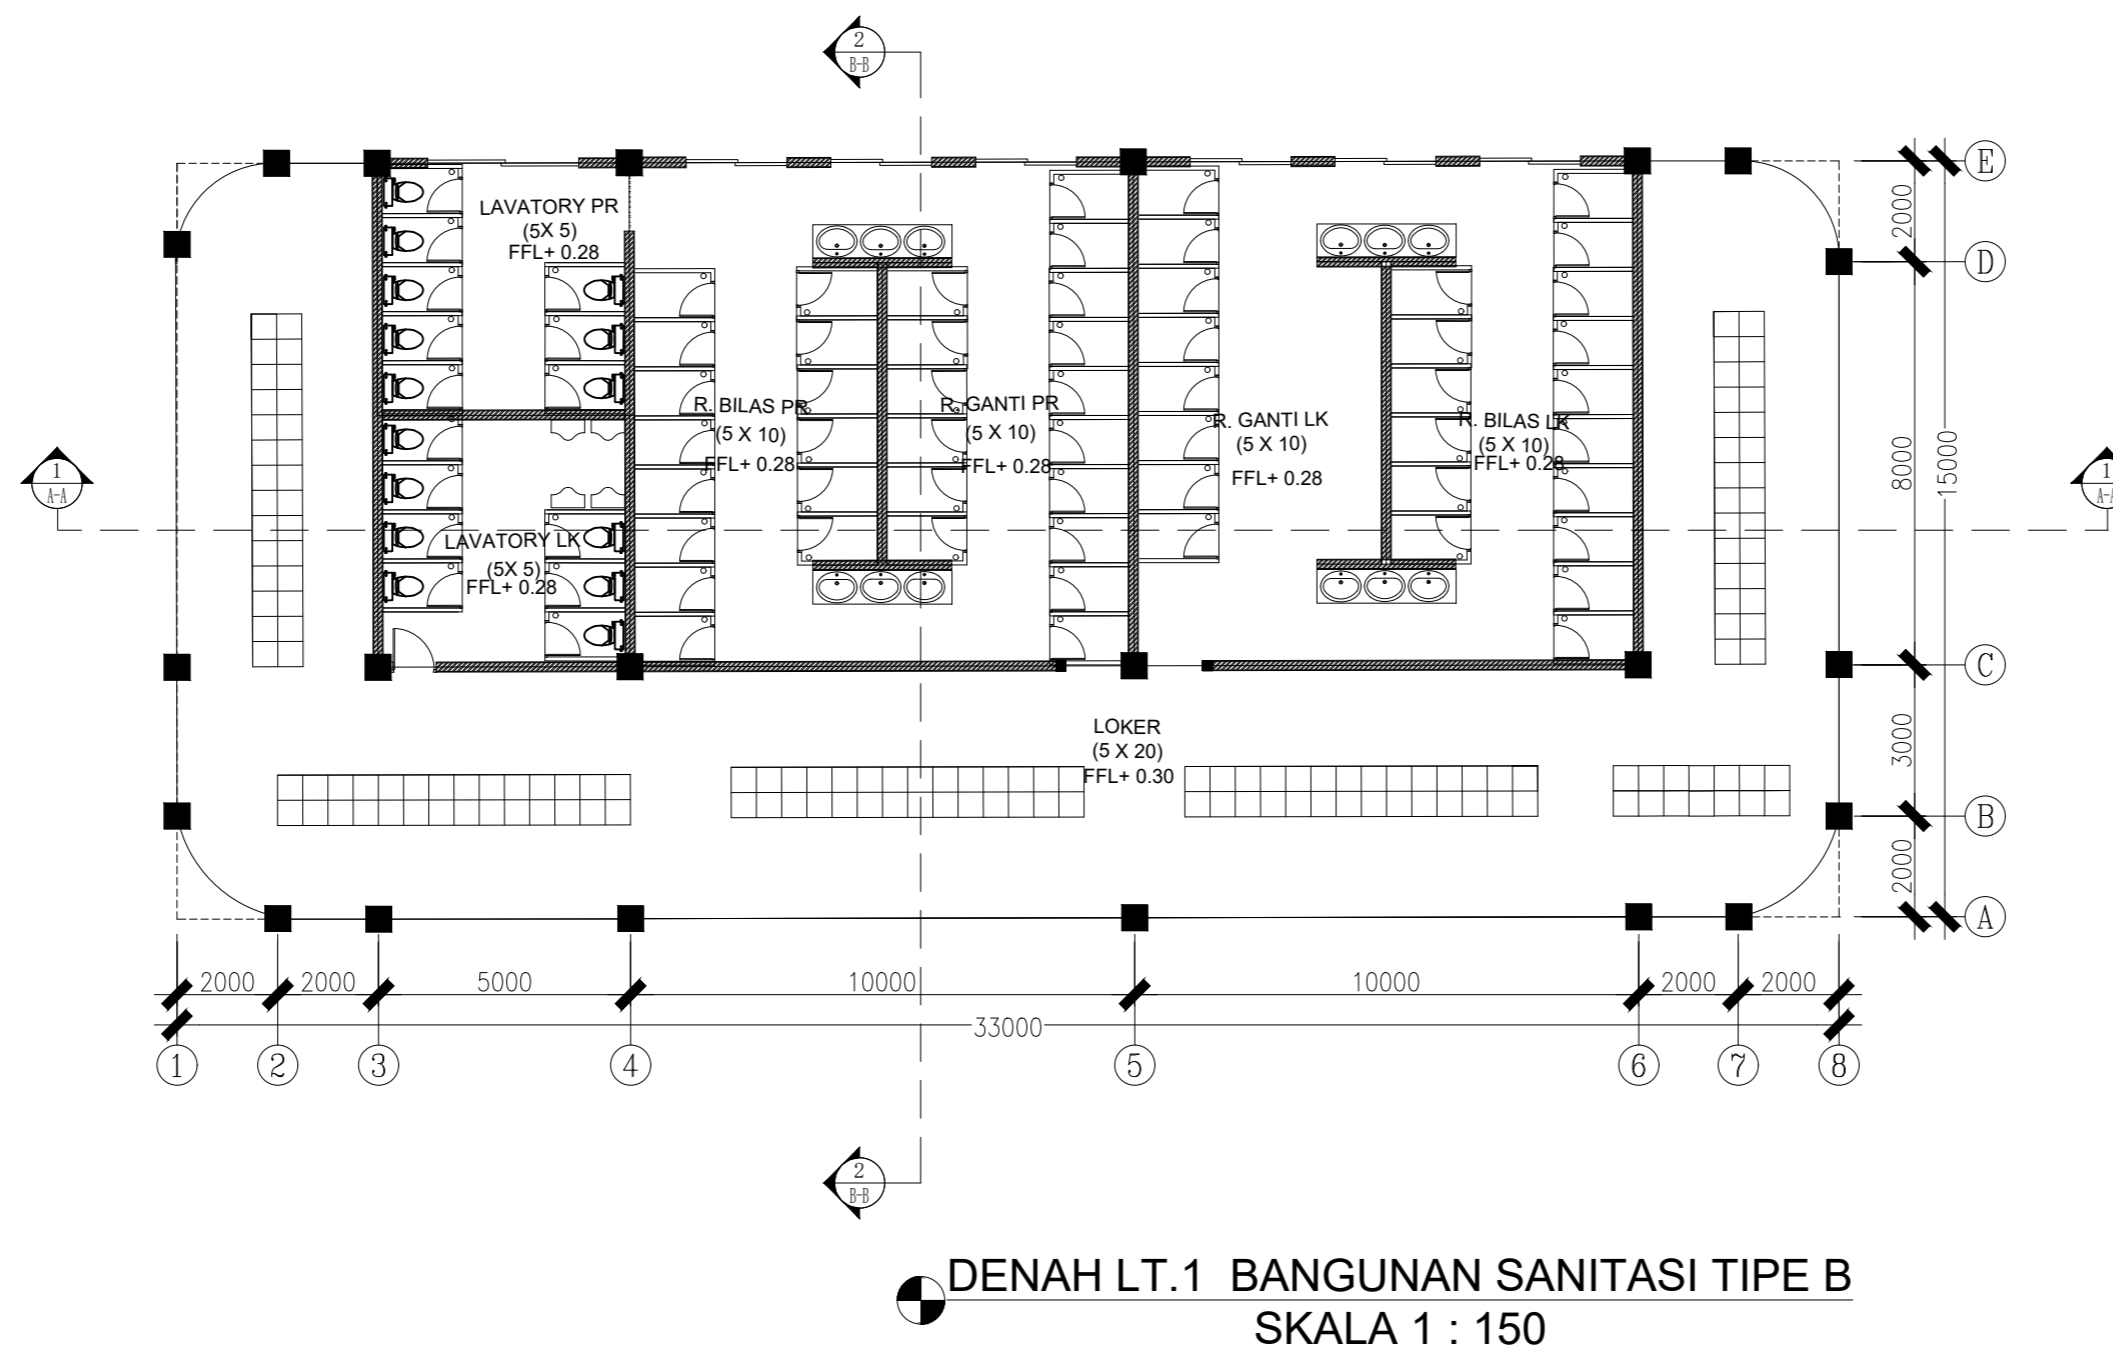 2
B-B
E
LAVATORY PR
(5X 5)
FFL+ 0.28
2000
D
R. BILAS PR
(5 X 10)
FFL+ 0.28
R. GANTI PR
(5 X 10)
FFL+ 0.28
R. GANTI LK
(5 X 10)
FFL+ 0.28
R. BILAS LK
(5 X 10)
FFL+ 0.28
8000
15000
1
A-A
1
A-A
LAVATORY LK
(5X 5)
FFL+ 0.28
C
LOKER
(5 X 20)
FFL+ 0.30
3000
B
2000
A
2000 2000 5000 10000 10000 2000 2000
33000
1 2 3 4 5 6 7 8
2
B-B
DENAH LT.1 BANGUNAN SANITASI TIPE B
SKALA 1 : 150